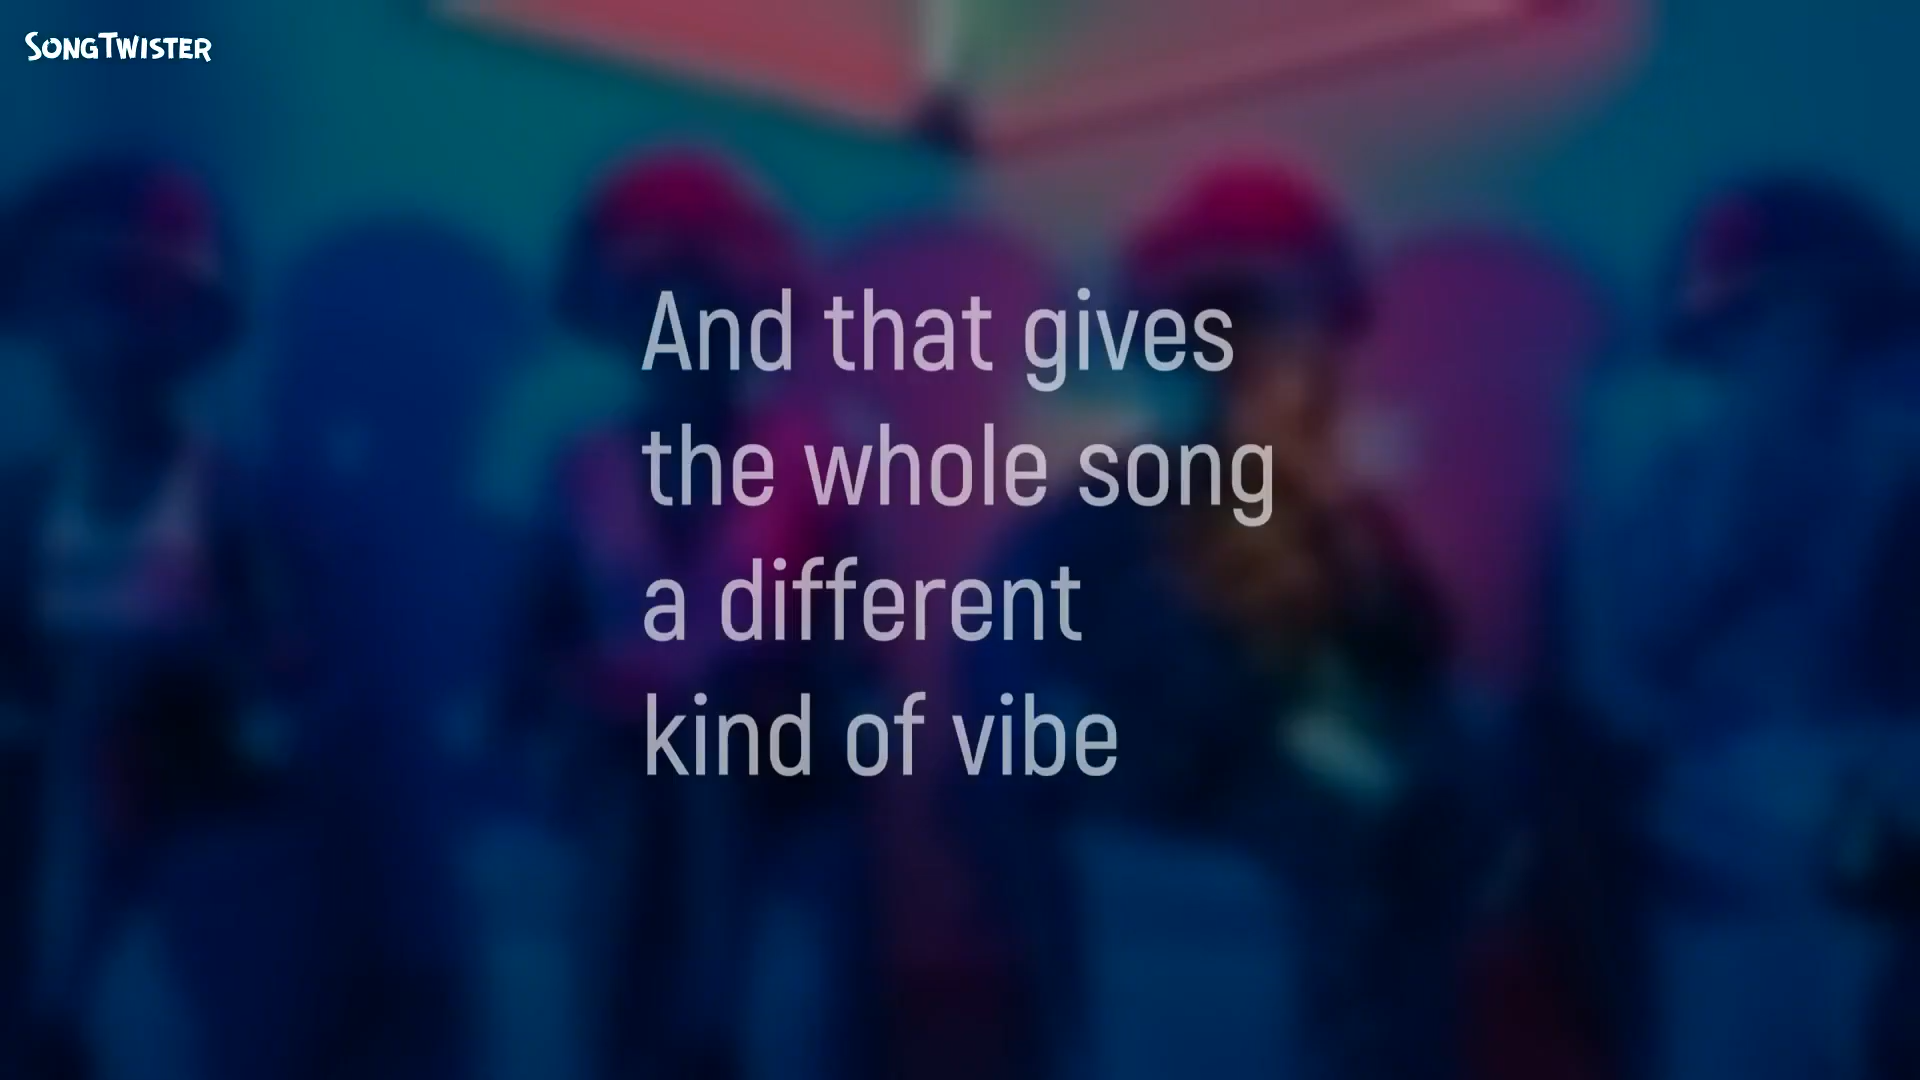 SONGTWISTER
And that gives
the whole song
a different
kind of vibe